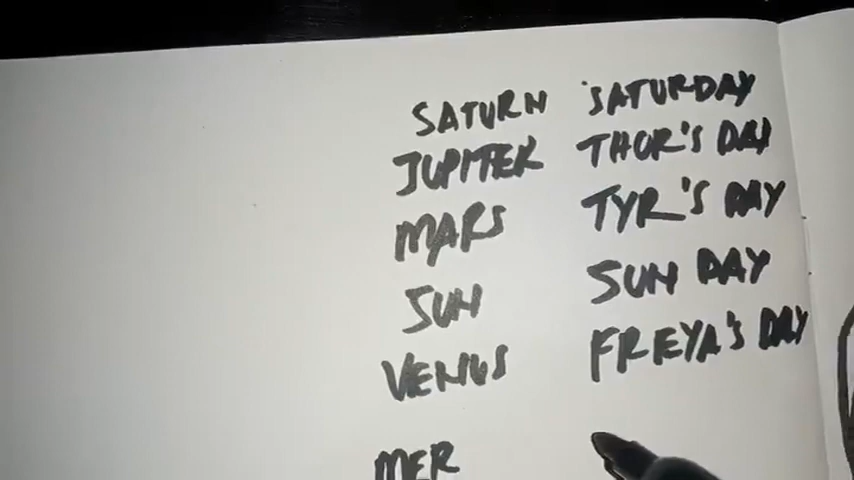 SATURN SATURDAY
JUPITER THOR'S DAY
MARS TYR'S DAY
SUN SUN DAY
VENUS FREYA'S DAY
MER